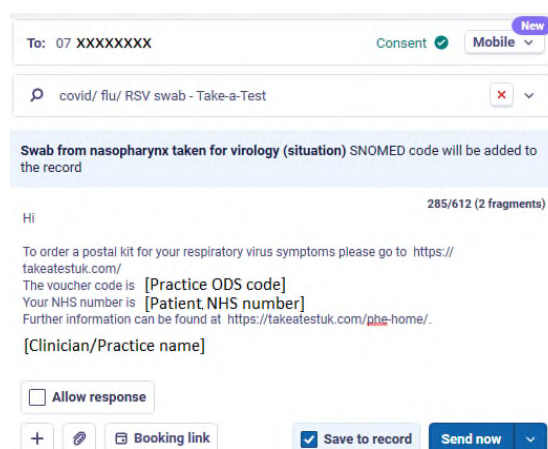 New
To: 07 XXXXXXXX Consent Mobile
covid/ flu/ RSV swab - Take-a-Test
Swab from nasopharynx taken for virology (situation) SNOMED code will be added to
the record
285/612 (2 fragments)
Hi
To order a postal kit for your respiratory virus symptoms please go to https://
takeatestuk.com/
The voucher code is [Practice ODS code]
Your NHS number is [Patient NHS number]
Further information can be found at https://takeatestuk.com/phe-home/.
[Clinician/Practice name]
Allow response
Booking link Save to record Send now